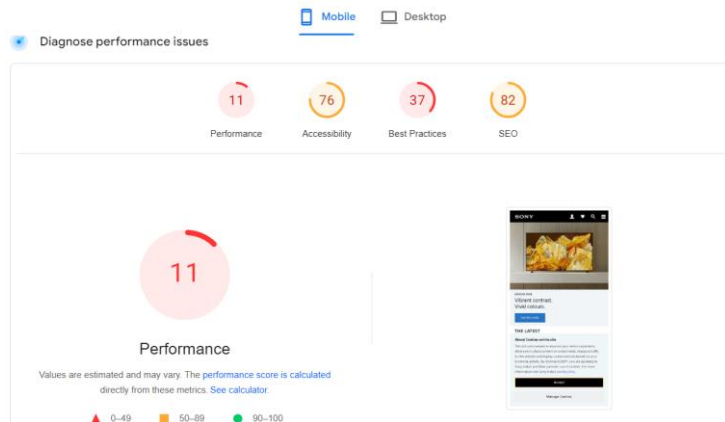 Mobile
Desktop
Diagnose performance issues
11
76
37
82
Performance
Accessibility
Best Practices
SEO
11
Performance
Values are estimated and may vary. The performance score is calculated
directly from these metrics. See calculator.
0–49
50–89
90–100
SONY
Vibrant contrast.
Vivid colours.
THE LATEST